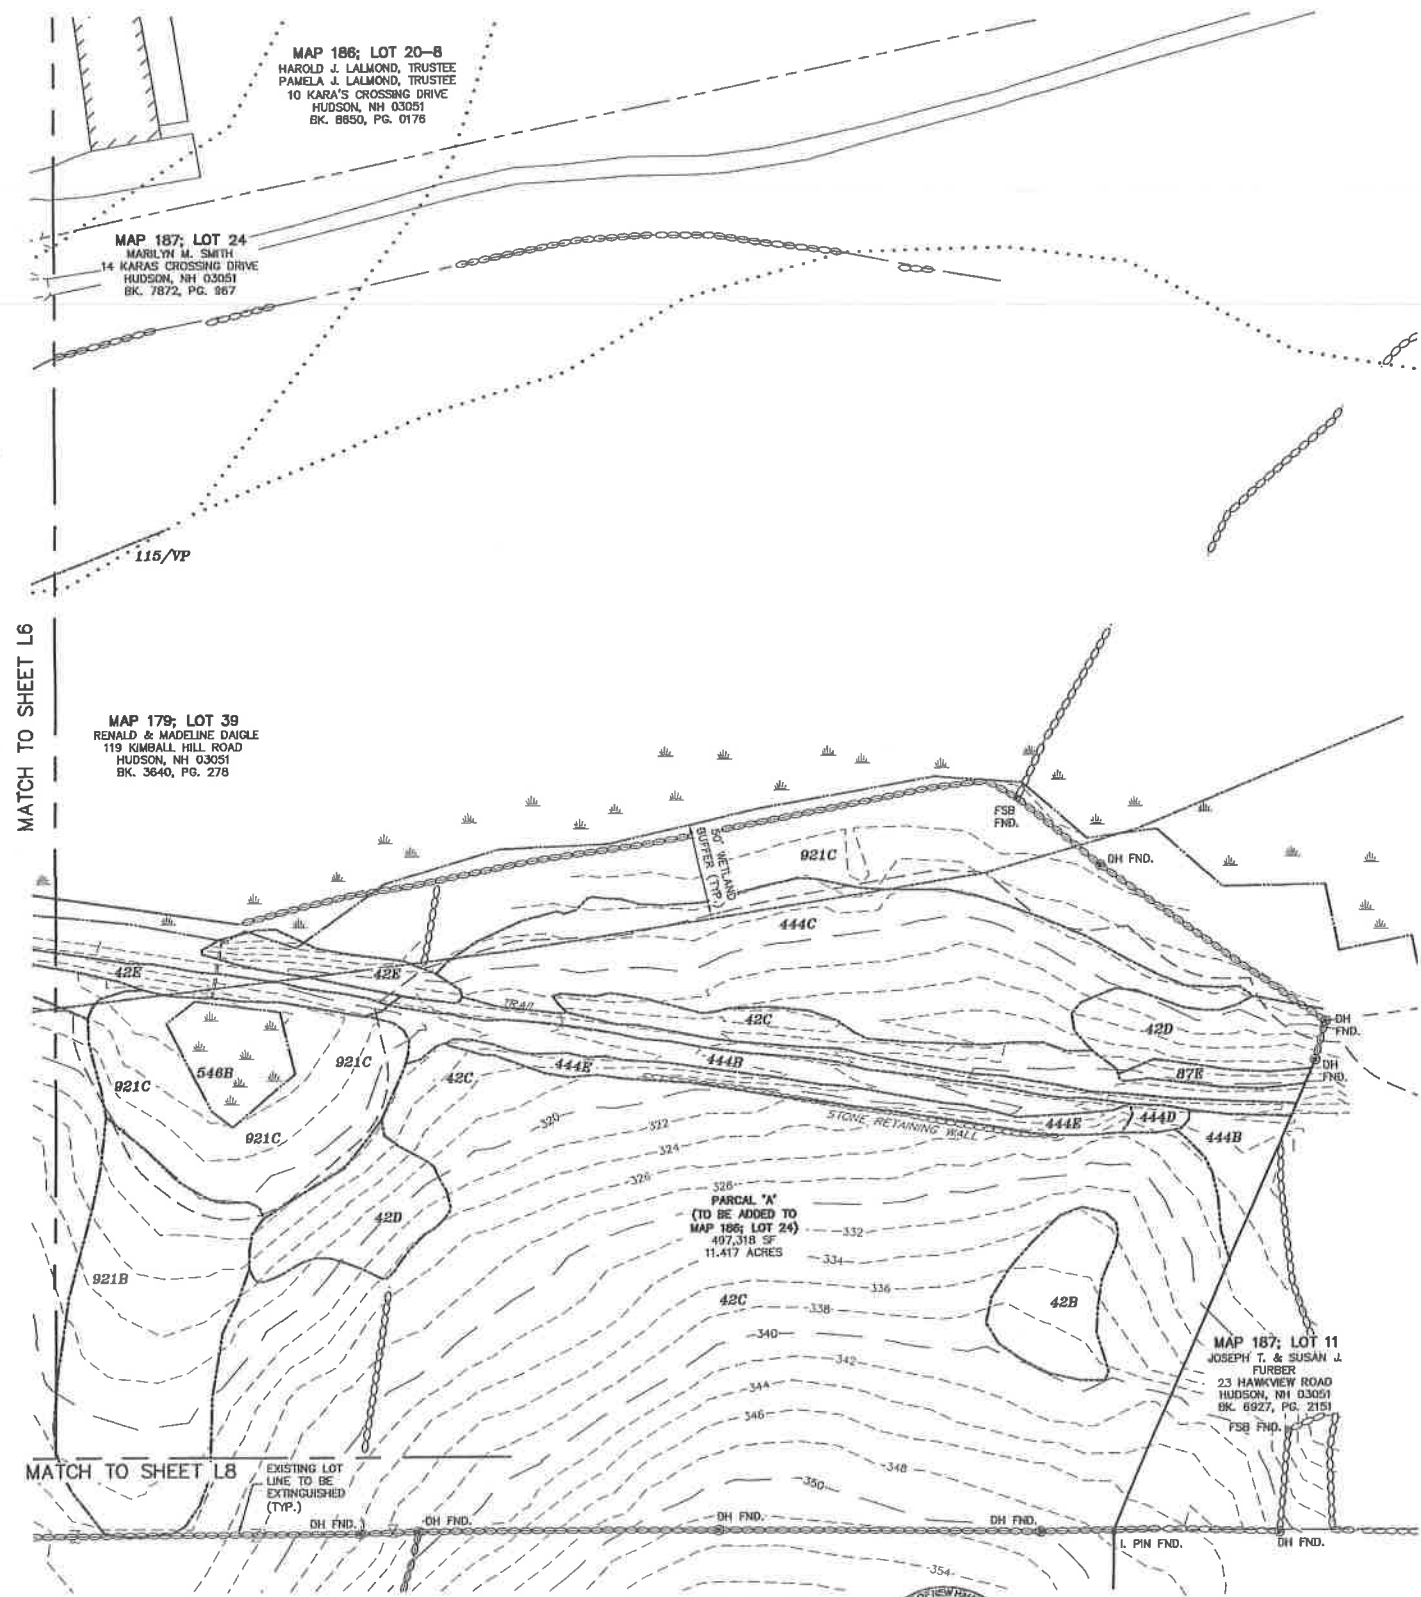 MAP 186; LOT 20-8
HAROLD J. LALMOND, TRUSTEE
PAMELA J. LALMOND, TRUSTEE
10 KARA'S CROSSING DRIVE
HUDSON, NH 03051
BK. 8650, PG. 0176
MAP 187; LOT 24
MARILYN M. SMITH
14 KARAS CROSSING DRIVE
HUDSON, NH 03051
BK. 7872, PG. 967
115/VP
MATCH TO SHEET L6
MAP 179; LOT 39
RENALD & MADELINE DAIGLE
119 KIMBALL HILL ROAD
HUDSON, NH 03051
BK. 3640, PG. 278
FSB
FND.
50' WETLAND
BUFFER (TYP.)
921C
DH FND.
444C
42E
42E
TRAIL
42C
42D
DH
FND.
921C
546B
921C
42C
444E
444B
87E
DH
FND.
921C
320
322
324
326
STONE RETAINING WALL
444E
444D
444B
328
PARCAL 'A'
(TO BE ADDED TO
MAP 186; LOT 24)
497,318 SF
11.417 ACRES
42D
332
334
921B
336
42C
338
42B
340
342
344
346
MAP 187; LOT 11
JOSEPH T. & SUSAN J.
FURBER
23 HAWKVIEW ROAD
HUDSON, NH 03051
BK. 6927, PG. 2151
FSB FND.
MATCH TO SHEET L8
EXISTING LOT
LINE TO BE
EXTINGUISHED
(TYP.)
348
350
DH FND.
DH FND.
DH FND.
DH FND.
I. PIN FND.
DH FND.
354